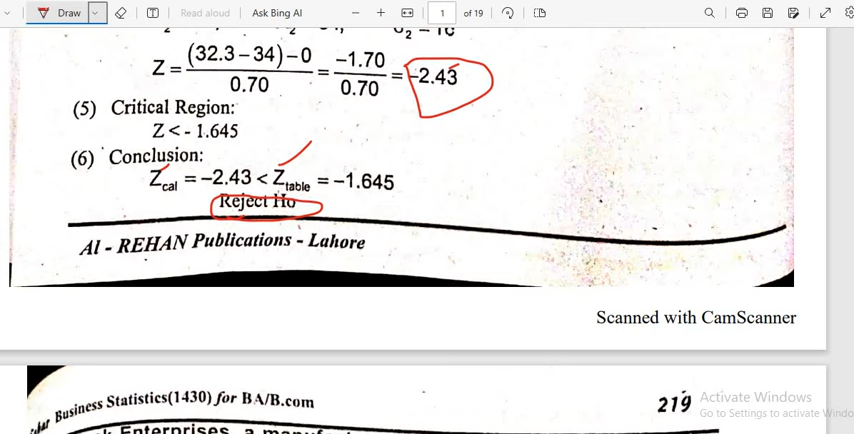 Draw
Read aloud
Ask Bing AI
1 of 19
Z = (32.3 – 34) – 0 / 0.70 = –1.70 / 0.70 = –2.43
(5) Critical Region:
Z < - 1.645
(6) Conclusion:
Zcal = –2.43 < Ztable = –1.645
Reject Ho
Al - REHAN Publications - Lahore
Scanned with CamScanner
Business Statistics(1430) for BA/B.com
219
Activate Windows
Go to Settings to activate Windo
Enterprises, a